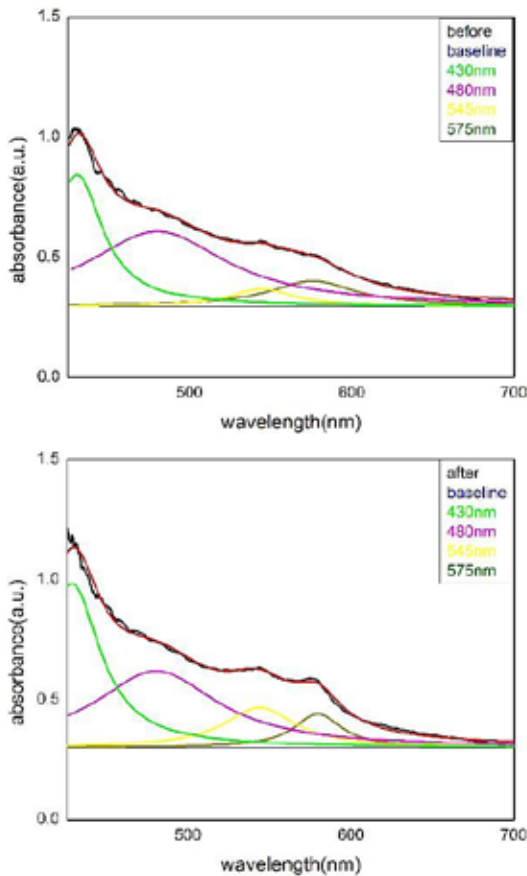 1.5
before
baseline
430nm
480nm
545nm
575nm
1.0
absorbance(a.u.)
0.5
0.0
500
600
700
wavelength(nm)
1.5
after
baseline
430nm
480nm
545nm
575nm
1.0
absorbance(a.u.)
0.5
0.0
500
600
700
wavelength(nm)